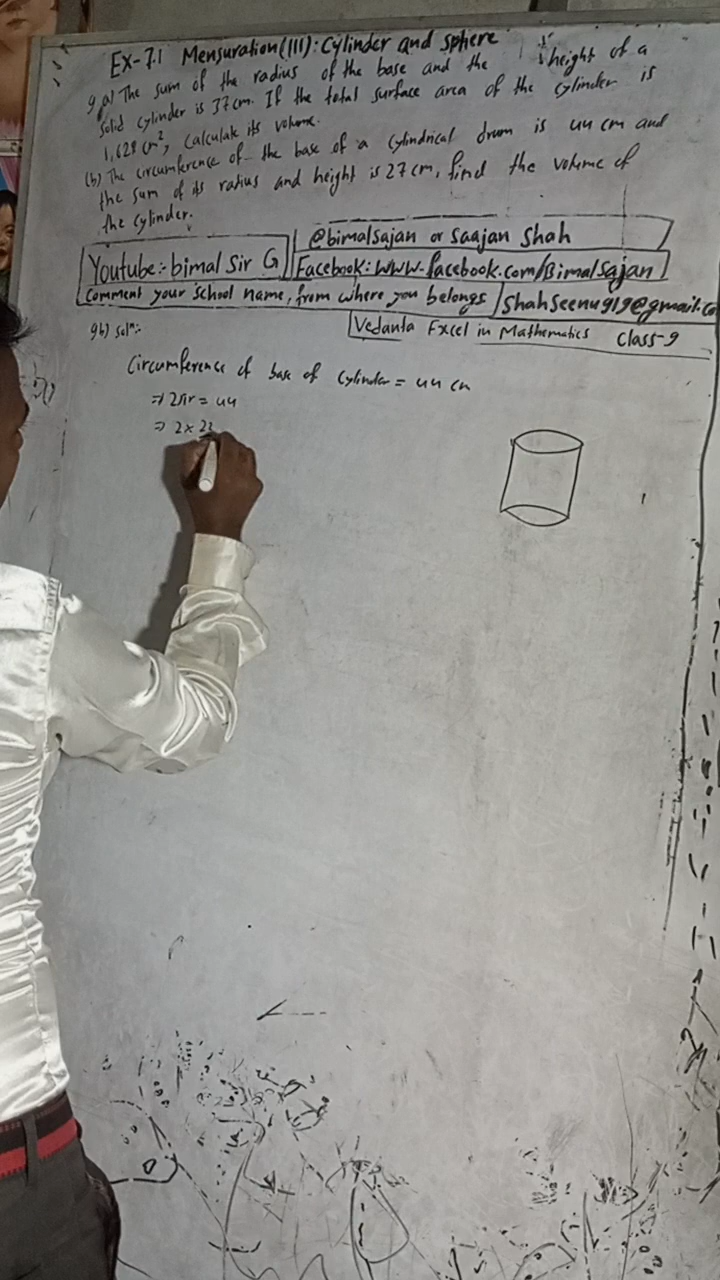 Ex-7.1 Mensuration(III): Cylinder and sphere
9.a) The sum of the radius of the base and the height of a
solid cylinder is 37cm. If the total surface area of the cylinder is
1,628 cm², Calculate its volume.
(b) The circumference of the base of a cylindrical drum is 44 cm and
the sum of its radius and height is 27cm, find the volume of
the cylinder.
@bimalsajan or Saajan Shah
Youtube:- bimal Sir G
Facebook: www.facebook.com/Bimalsajan
Comment your school name, from where you belongs
shahseenu919@gmail.co
Vedanta Excel in Mathematics Class-9
9b) Solⁿ:-
Circumference of base of cylinder = 44 cm
⇒ 2πr = 44
⇒ 2 × 22